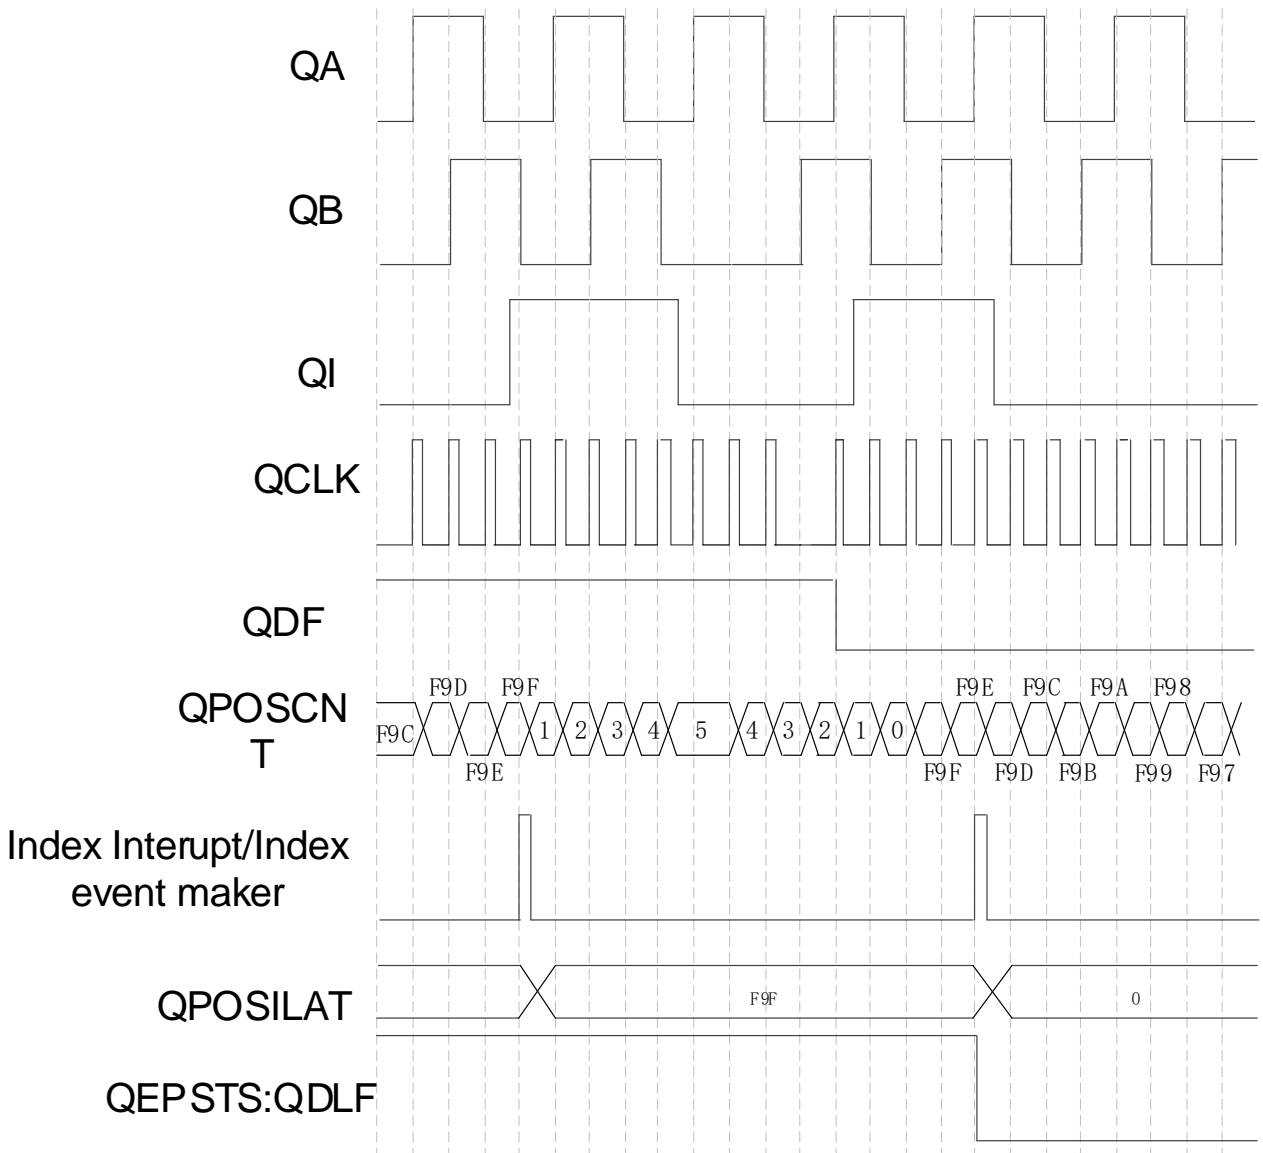 QA
QB
QI
QCLK
QDF
QPOSCN
T
F9D F9F F9E F9C F9A F98
F9C 1 2 3 4 5 4 3 2 1 0
F9E F9F F9D F9B F99 F97
Index Interupt/Index
event maker
QPOSILAT
F9F 0
QEPSTS:QDLF